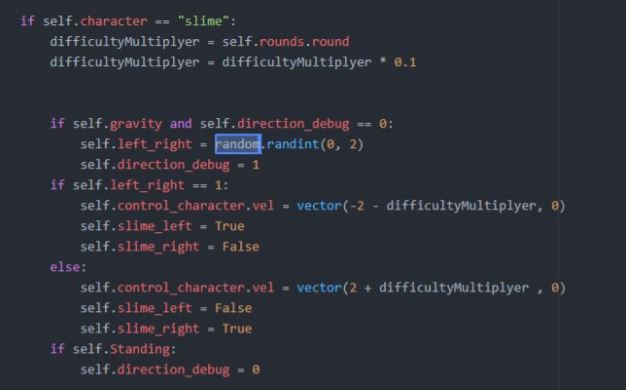 if self.character == "slime":
    difficultyMultiplyer = self.rounds.round
    difficultyMultiplyer = difficultyMultiplyer * 0.1
    if self.gravity and self.direction_debug == 0:
        self.left_right = random.randint(0, 2)
        self.direction_debug = 1
    if self.left_right == 1:
        self.control_character.vel = vector(-2 - difficultyMultiplyer, 0)
        self.slime_left = True
        self.slime_right = False
    else:
        self.control_character.vel = vector(2 + difficultyMultiplyer , 0)
        self.slime_left = False
        self.slime_right = True
    if self.Standing:
        self.direction_debug = 0